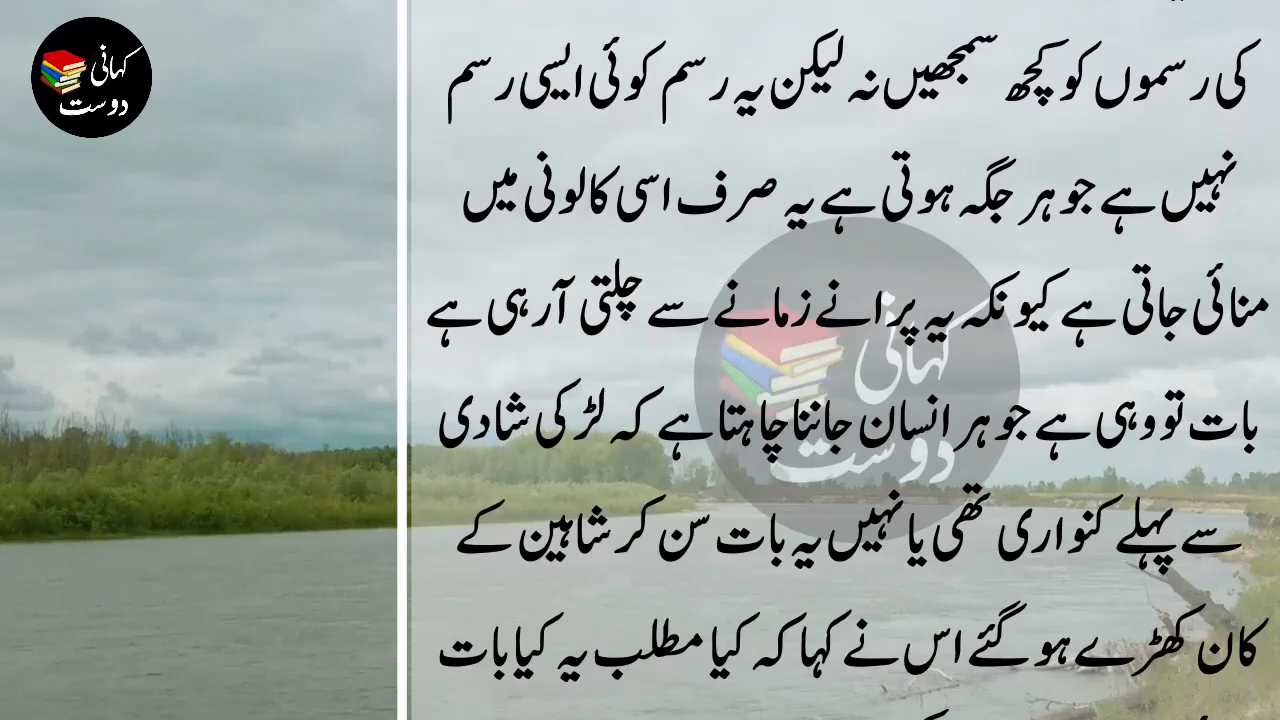 کہانی
دوست
کی رسموں کو کچھ سمجھیں نہ لیکن یہ رسم کوئی ایسی رسم
نہیں ہے جو ہر جگہ ہوتی ہے یہ صرف اسی کالونی میں
منائی جاتی ہے کیونکہ یہ پرانے زمانے سے چلتی آرہی ہے
بات تو وہی ہے جو ہر انسان جاننا چاہتا ہے کہ لڑکی شادی
سے پہلے کنواری تھی یا نہیں یہ بات سن کر شاہین کے
کان کھڑے ہو گئے اس نے کہا کہ کیا مطلب یہ کیا بات
کہانی
دوست